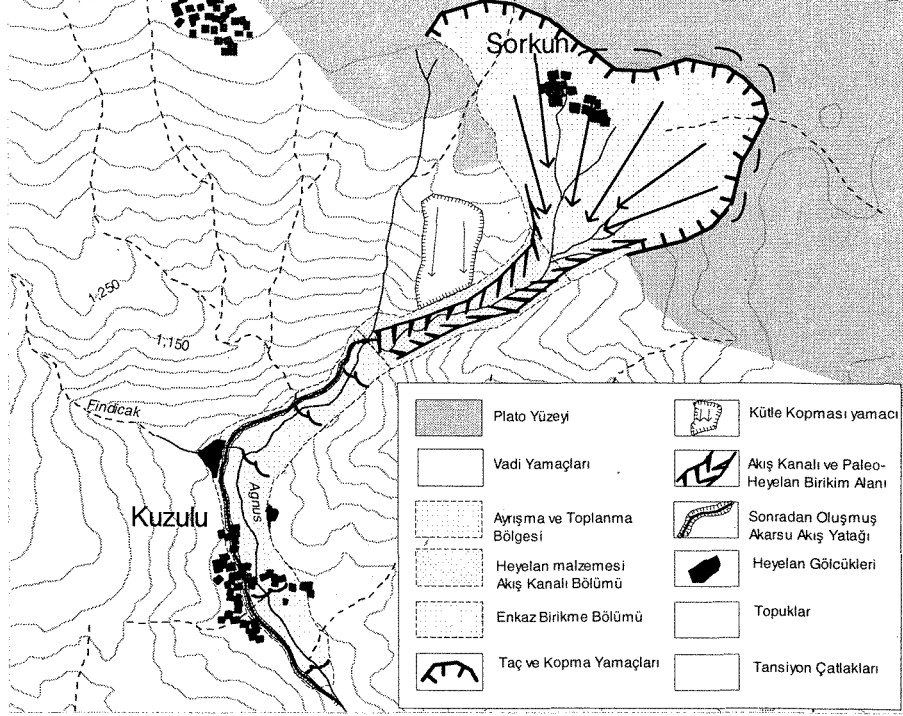 Sorkun
1-250
1,150
Findicak
Agnus
Kuzulu
Plato Yüzeyi
Vadi Yamaçları
Ayrışma ve Toplanma
Bölgesi
Heyelan malzemesi
Akış Kanalı Bölümü
Enkaz Birikme Bölümü
Taç ve Kopma Yamaçları
Kütle Kopması yamacı
Akış Kanalı ve Paleo-
Heyelan Birikim Alanı
Sonradan Oluşmuş
Akarsu Akış Yatağı
Heyelan Gölcükleri
Topuklar
Tansiyon Çatlakları